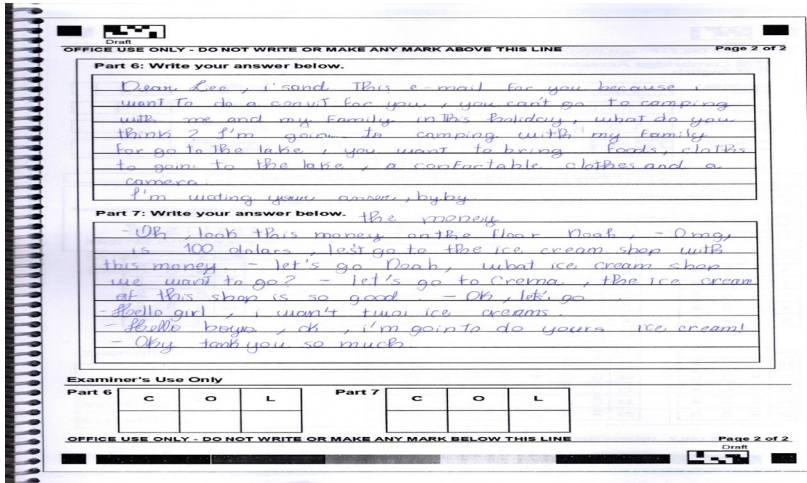 Draft
OFFICE USE ONLY - DO NOT WRITE OR MAKE ANY MARK ABOVE THIS LINE Page 2 of 2
Part 6: Write your answer below.
Dear Lee, i sand This e-mail for you because i
want To do a convit for you, you can't go to camping
with me and my Family in this holiday, what do you
think? I'm goin to camping with my family
For go to the lake, you want to bring foods, cloths
to goin to the lake, a confortable clothes and a
camera.
I'm wating your answer, byby
Part 7: Write your answer below. the money
- Oh, look this money on the floor Noah, - Omg,
is 100 dolars, lest go to the ice cream shop with
this money - let's go Noah, what ice cream shop
we want to go? - let's go to Crema, the ice cream
of this shop is so good - Ok, let's go
- Hello girl, i wan't two ice creams.
- Hello boys, ok, i'm goin to do yours ice cream!
- Oky tank you so much.
Examiner's Use Only
Part 6 C O L Part 7 C O L
OFFICE USE ONLY - DO NOT WRITE OR MAKE ANY MARK BELOW THIS LINE Page 2 of 2
Draft